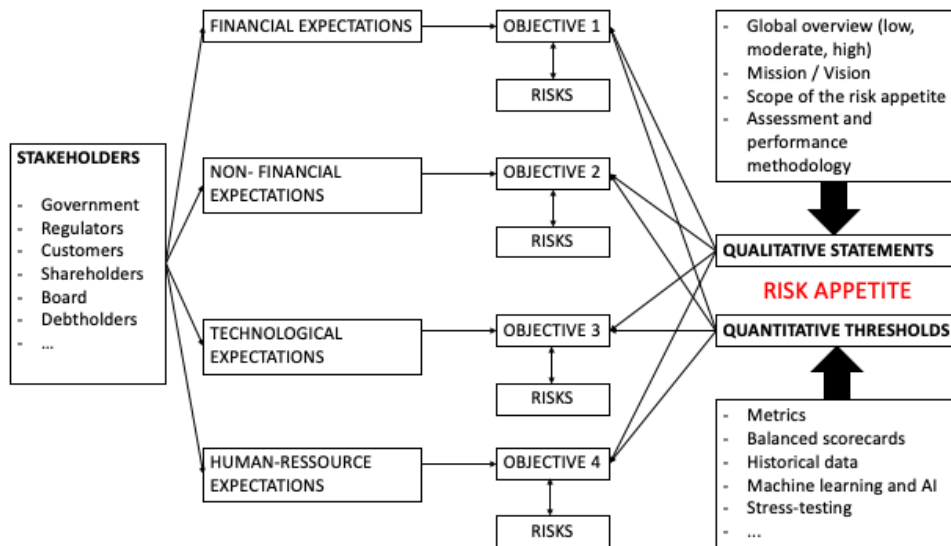 FINANCIAL EXPECTATIONS
OBJECTIVE 1
RISKS
- Global overview (low,
moderate, high)
- Mission / Vision
- Scope of the risk appetite
- Assessment and
performance
methodology
STAKEHOLDERS
- Government
- Regulators
- Customers
- Shareholders
- Board
- Debtholders
- ...
NON- FINANCIAL
EXPECTATIONS
OBJECTIVE 2
RISKS
QUALITATIVE STATEMENTS
RISK APPETITE
QUANTITATIVE THRESHOLDS
TECHNOLOGICAL
EXPECTATIONS
OBJECTIVE 3
RISKS
HUMAN-RESSOURCE
EXPECTATIONS
OBJECTIVE 4
RISKS
- Metrics
- Balanced scorecards
- Historical data
- Machine learning and AI
- Stress-testing
- ...